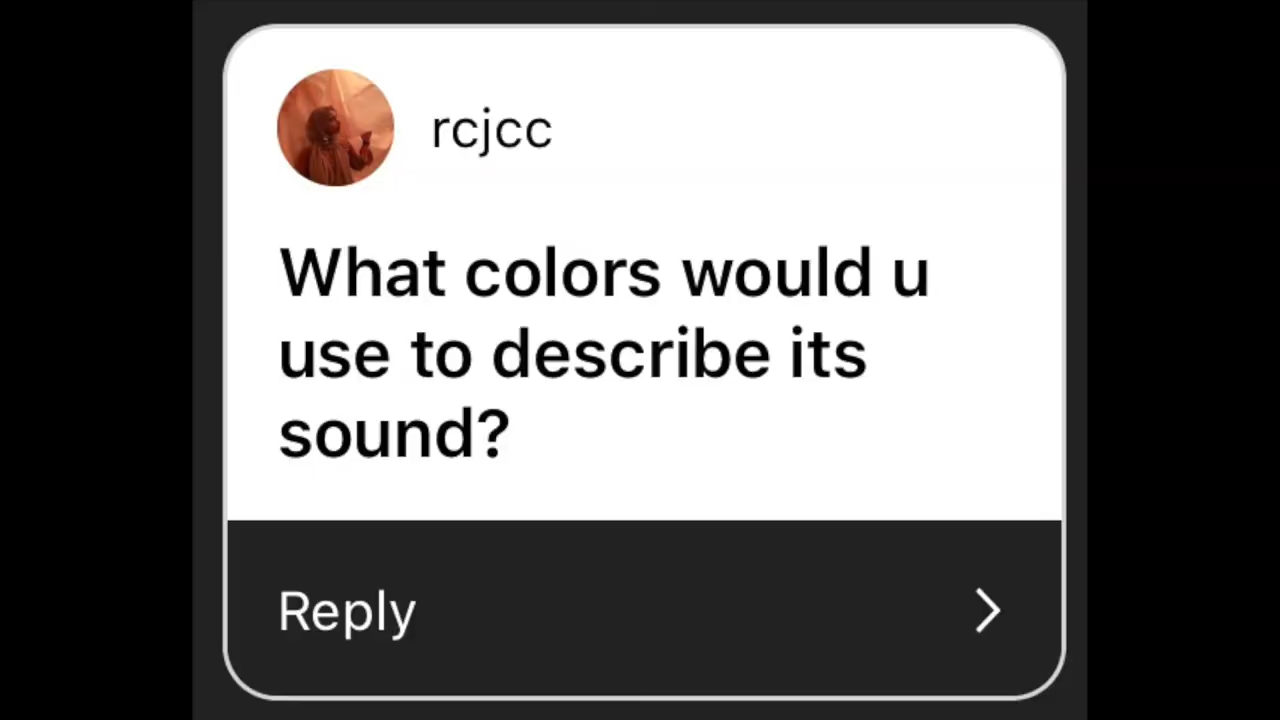 rcjcc
What colors would u
use to describe its
sound?
Reply